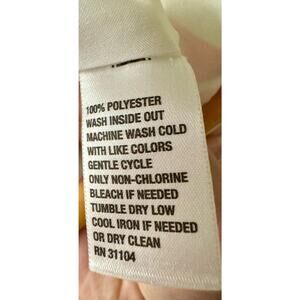 100% POLYESTER
WASH INSIDE OUT
MACHINE WASH COLD
WITH LIKE COLORS
GENTLE CYCLE
ONLY NON-CHLORINE
BLEACH IF NEEDED
TUMBLE DRY LOW
COOL IRON IF NEEDED
OR DRY CLEAN
RN 31104